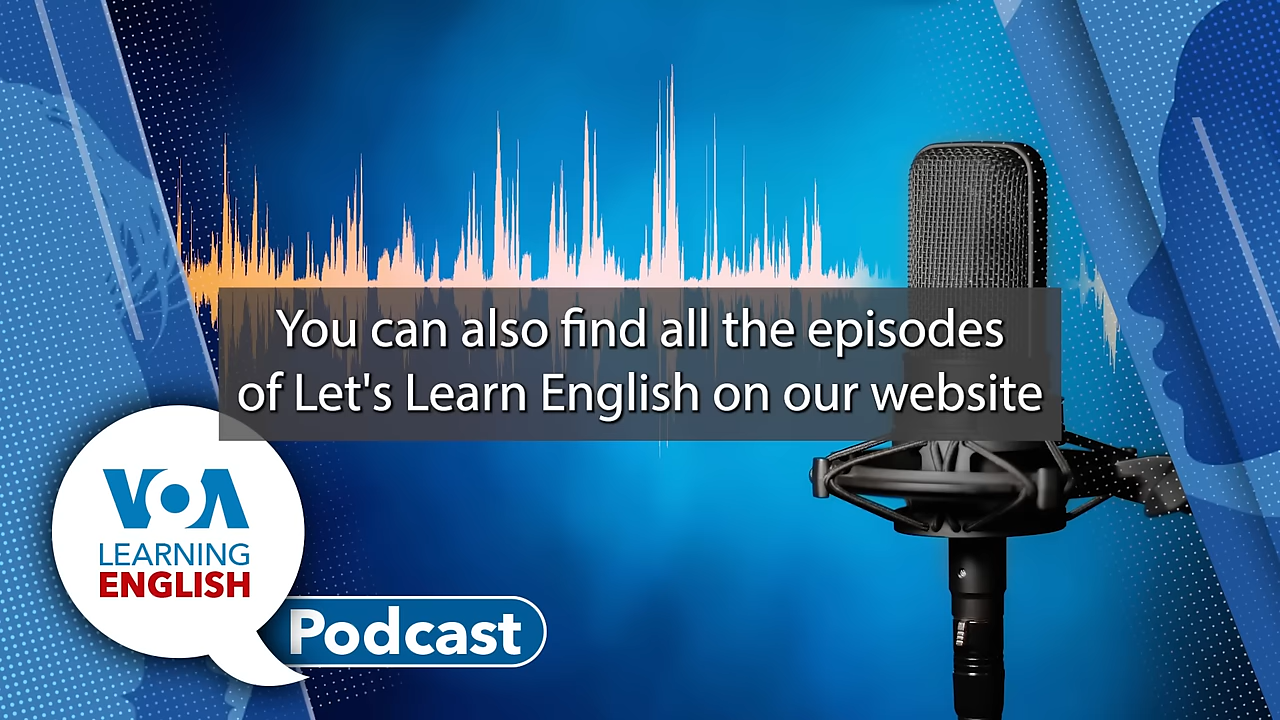 You can also find all the episodes
of Let's Learn English on our website
VOA
LEARNING
ENGLISH
Podcast